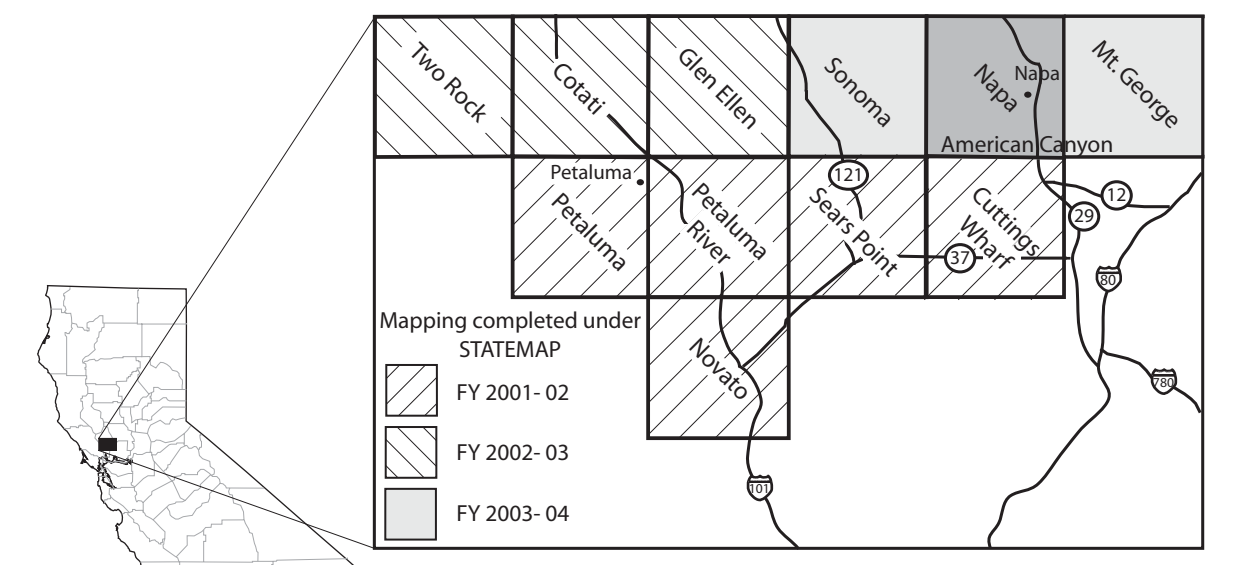 Two Rock
Cotati
Glen Ellen
Sonoma
Napa
Napa
Mt. George
American Canyon
Petaluma
Petaluma
Petaluma
River
Sears Point
Cuttings
Wharf
121
12
29
37
80
Novato
780
101
Mapping completed under
STATEMAP
FY 2001- 02
FY 2002- 03
FY 2003- 04